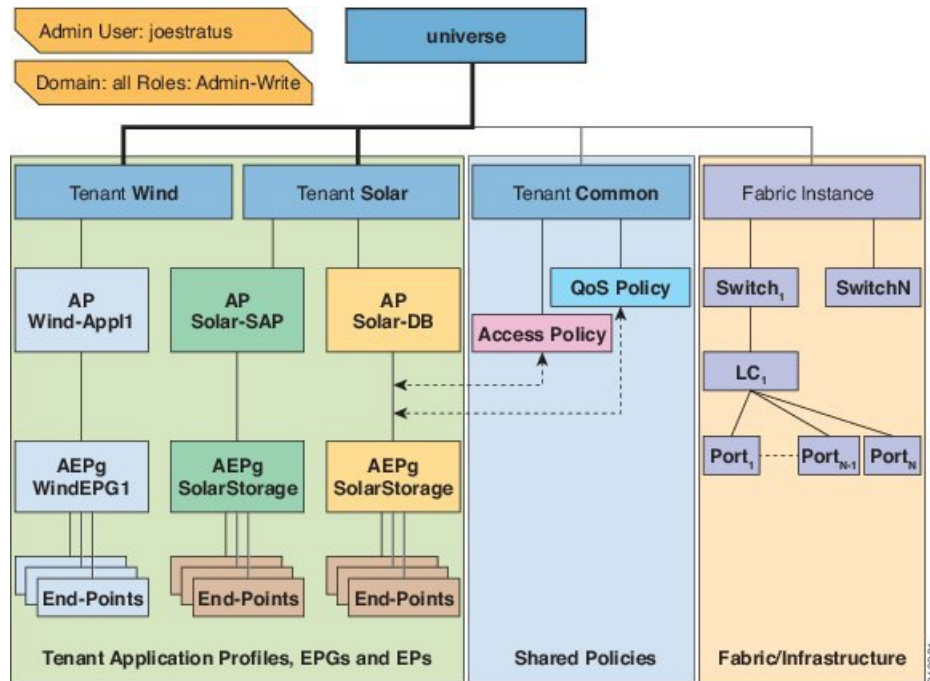 Admin User: joestratus
universe
Domain: all Roles: Admin-Write
Tenant Wind
Tenant Solar
Tenant Common
Fabric Instance
AP
Wind-Appl1
AP
Solar-SAP
AP
Solar-DB
QoS Policy
Access Policy
Switch₁
SwitchN
LC₁
Port₁
Portₙ₋₁
Portₙ
AEPg
WindEPG1
AEPg
SolarStorage
AEPg
SolarStorage
End-Points
End-Points
End-Points
Tenant Application Profiles, EPGs and EPs
Shared Policies
Fabric/Infrastructure